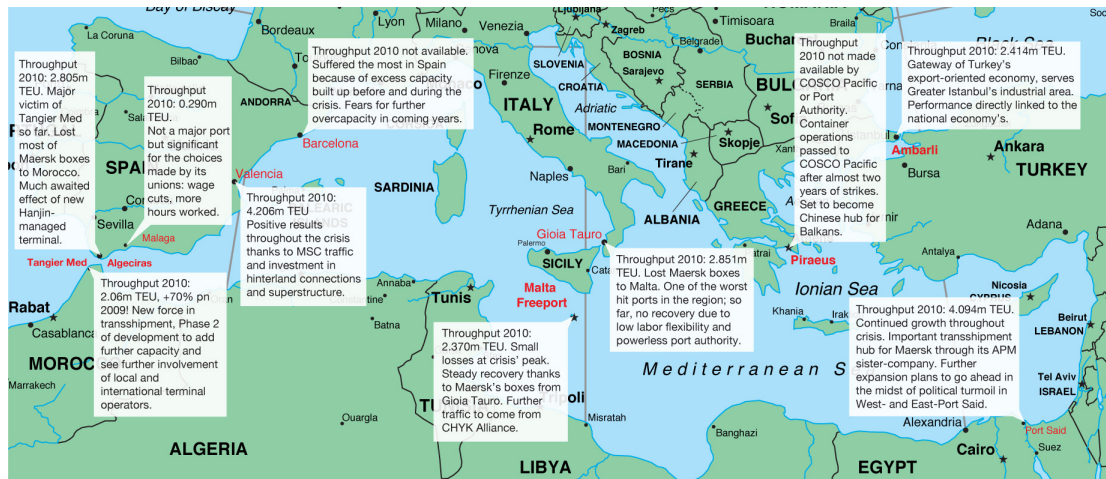 Bay of Biscay
La Coruna
Bilbao
Bordeaux
Lyon
Milano
Venezia
Ljubljana
Zagreb
Pecs
Timisoara
Braila
Bucharest
Black Sea
Throughput
2010: 2.805m
TEU. Major
victim of
Tangier Med
so far. Lost
most of
Maersk boxes
to Morocco.
Much awaited
effect of new
Hanjin-
managed
terminal.
Throughput
2010: 0.290m
TEU.
Not a major port
but significant
for the choices
made by its
unions: wage
cuts, more
hours worked.
Throughput 2010 not available.
Suffered the most in Spain
because of excess capacity
built up before and during the
crisis. Fears for further
overcapacity in coming years.
Throughput
2010 not made
available by
COSCO Pacific
or Port
Authority.
Container
operations
passed to
COSCO Pacific
after almost two
years of strikes.
Set to become
Chinese hub for
Balkans.
Throughput 2010: 2.414m TEU.
Gateway of Turkey's
export-oriented economy, serves
Greater Istanbul's industrial area.
Performance directly linked to the
national economy's.
ANDORRA
Barcelona
Valencia
SARDINIA
SLOVENIA
CROATIA
BOSNIA
Sarajevo
Belgrade
SERBIA
Firenze
ITALY
Adriatic
Rome
MONTENEGRO
MACEDONIA
Skopje
Tirane
Naples
Bari
Tyrrhenian Sea
ALBANIA
GREECE
Ambarli
Bursa
Ankara
TURKEY
Adana
Antalya
Sevilla
Malaga
Tangier Med
Algeciras
Throughput 2010:
4.206m TEU
Positive results
throughout the crisis
thanks to MSC traffic
and investment in
hinterland connections
and superstructure.
Gioia Tauro
Palermo
SICILY
Throughput 2010: 2.851m
TEU. Lost Maersk boxes
to Malta. One of the worst
hit ports in the region; so
far, no recovery due to
low labor flexibility and
powerless port authority.
Piraeus
Ionian Sea
Khania
Nicosia
CYPRUS
Beirut
LEBANON
Throughput 2010:
2.06m TEU, +70% pn
2009! New force in
transshipment, Phase 2
of development to add
further capacity and
see further involvement
of local and
international terminal
operators.
Rabat
Casablanca
MOROCCO
Marrakech
Annaba
Constantine
Batna
Tunis
Malta
Freeport
Throughput 2010:
2.370m TEU. Small
losses at crisis' peak.
Steady recovery thanks
to Maersk's boxes from
Gioia Tauro. Further
traffic to come from
CHYK Alliance.
Throughput 2010: 4.094m TEU.
Continued growth throughout
crisis. Important transshipment
hub for Maersk through its APM
sister-company. Further
expansion plans to go ahead in
the midst of political turmoil in
West- and East-Port Said.
Mediterranean
Tel Aviv
ISRAEL
Ouargla
Tripoli
Misratah
Banghazi
Alexandria
Port Said
Suez
Cairo
ALGERIA
LIBYA
EGYPT